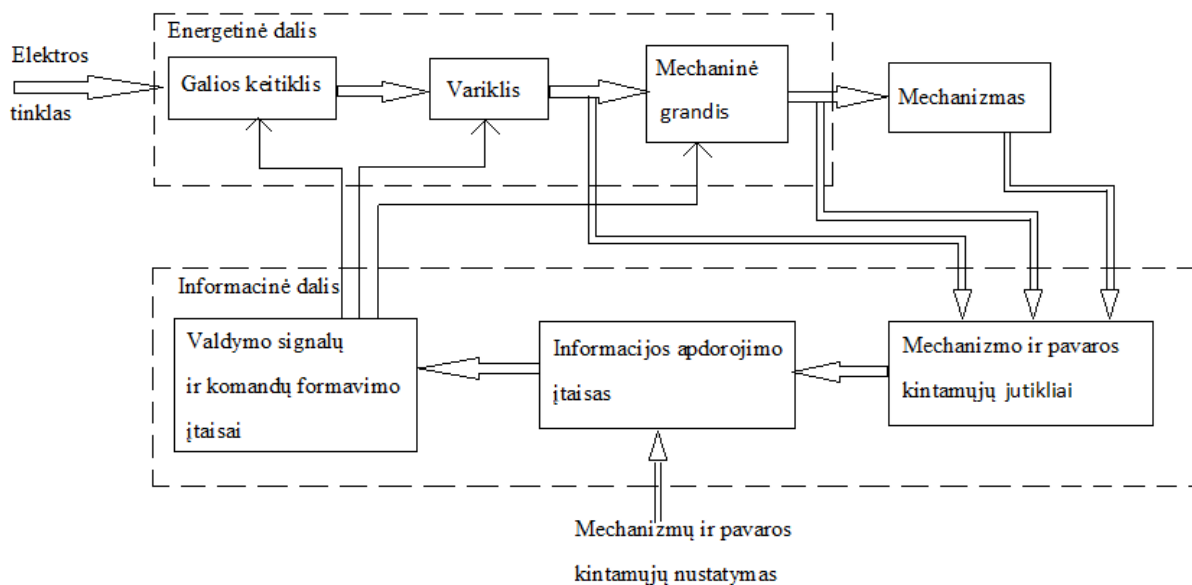 Energetinė dalis
Elektros
tinklas
Galios keitiklis
Variklis
Mechaninė
grandis
Mechanizmas
Informacinė dalis
Valdymo signalų
ir komandų formavimo
įtaisai
Informacijos apdorojimo
įtaisas
Mechanizmo ir pavaros
kintamųjų jutikliai
Mechanizmų ir pavaros
kintamųjų nustatymas